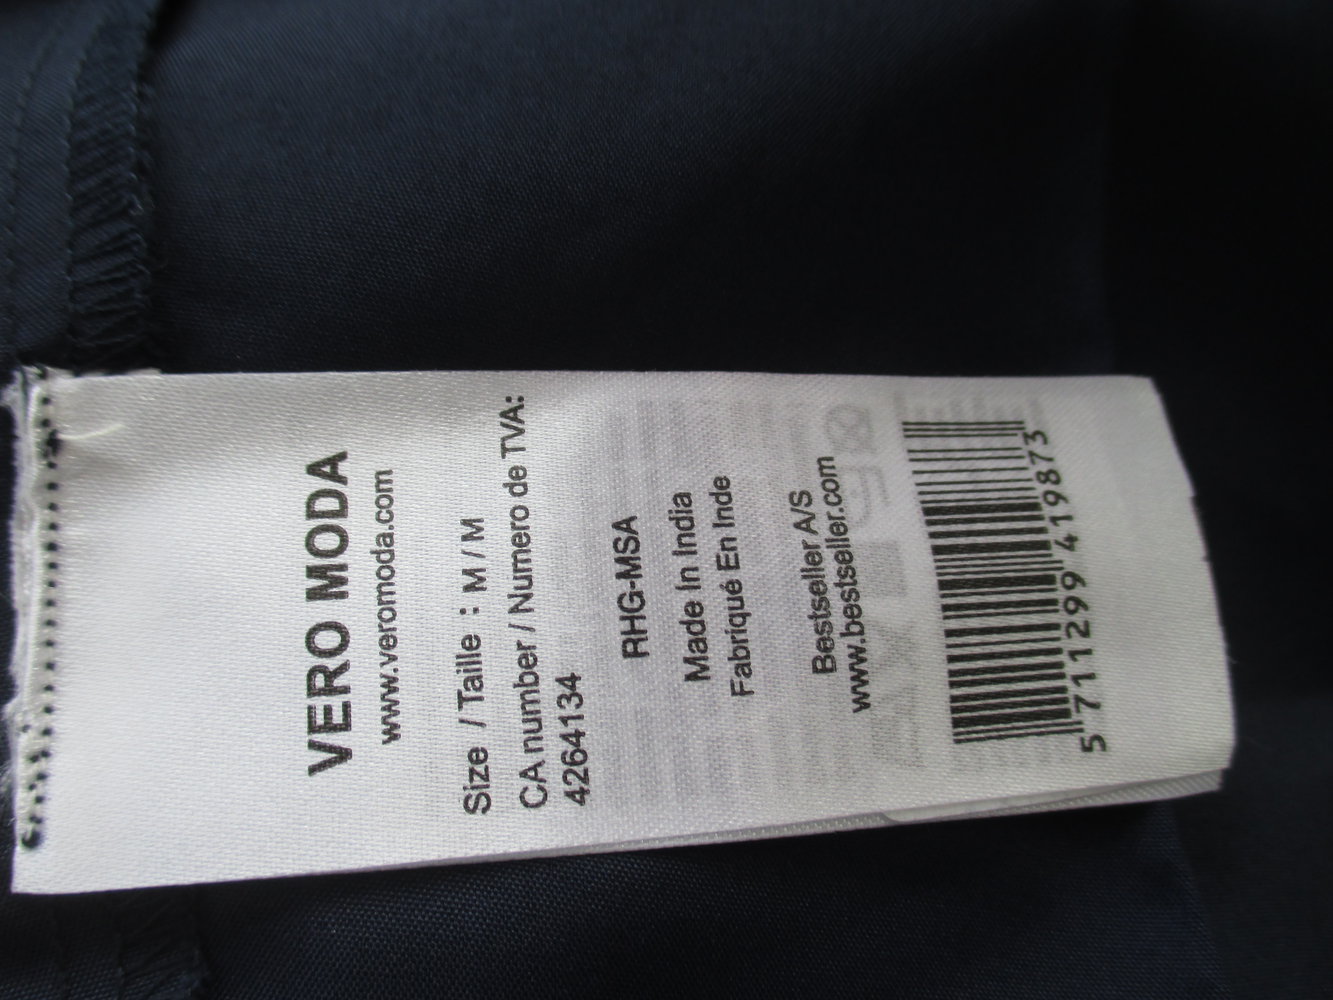 VERO MODA
www.veromoda.com
Size / Taille : M / M
CA number / Numero de TVA:
4264134
RHG-MSA
Made In India
Fabriqué En Inde
Bestseller A/S
www.bestseller.com
5 711299 419873